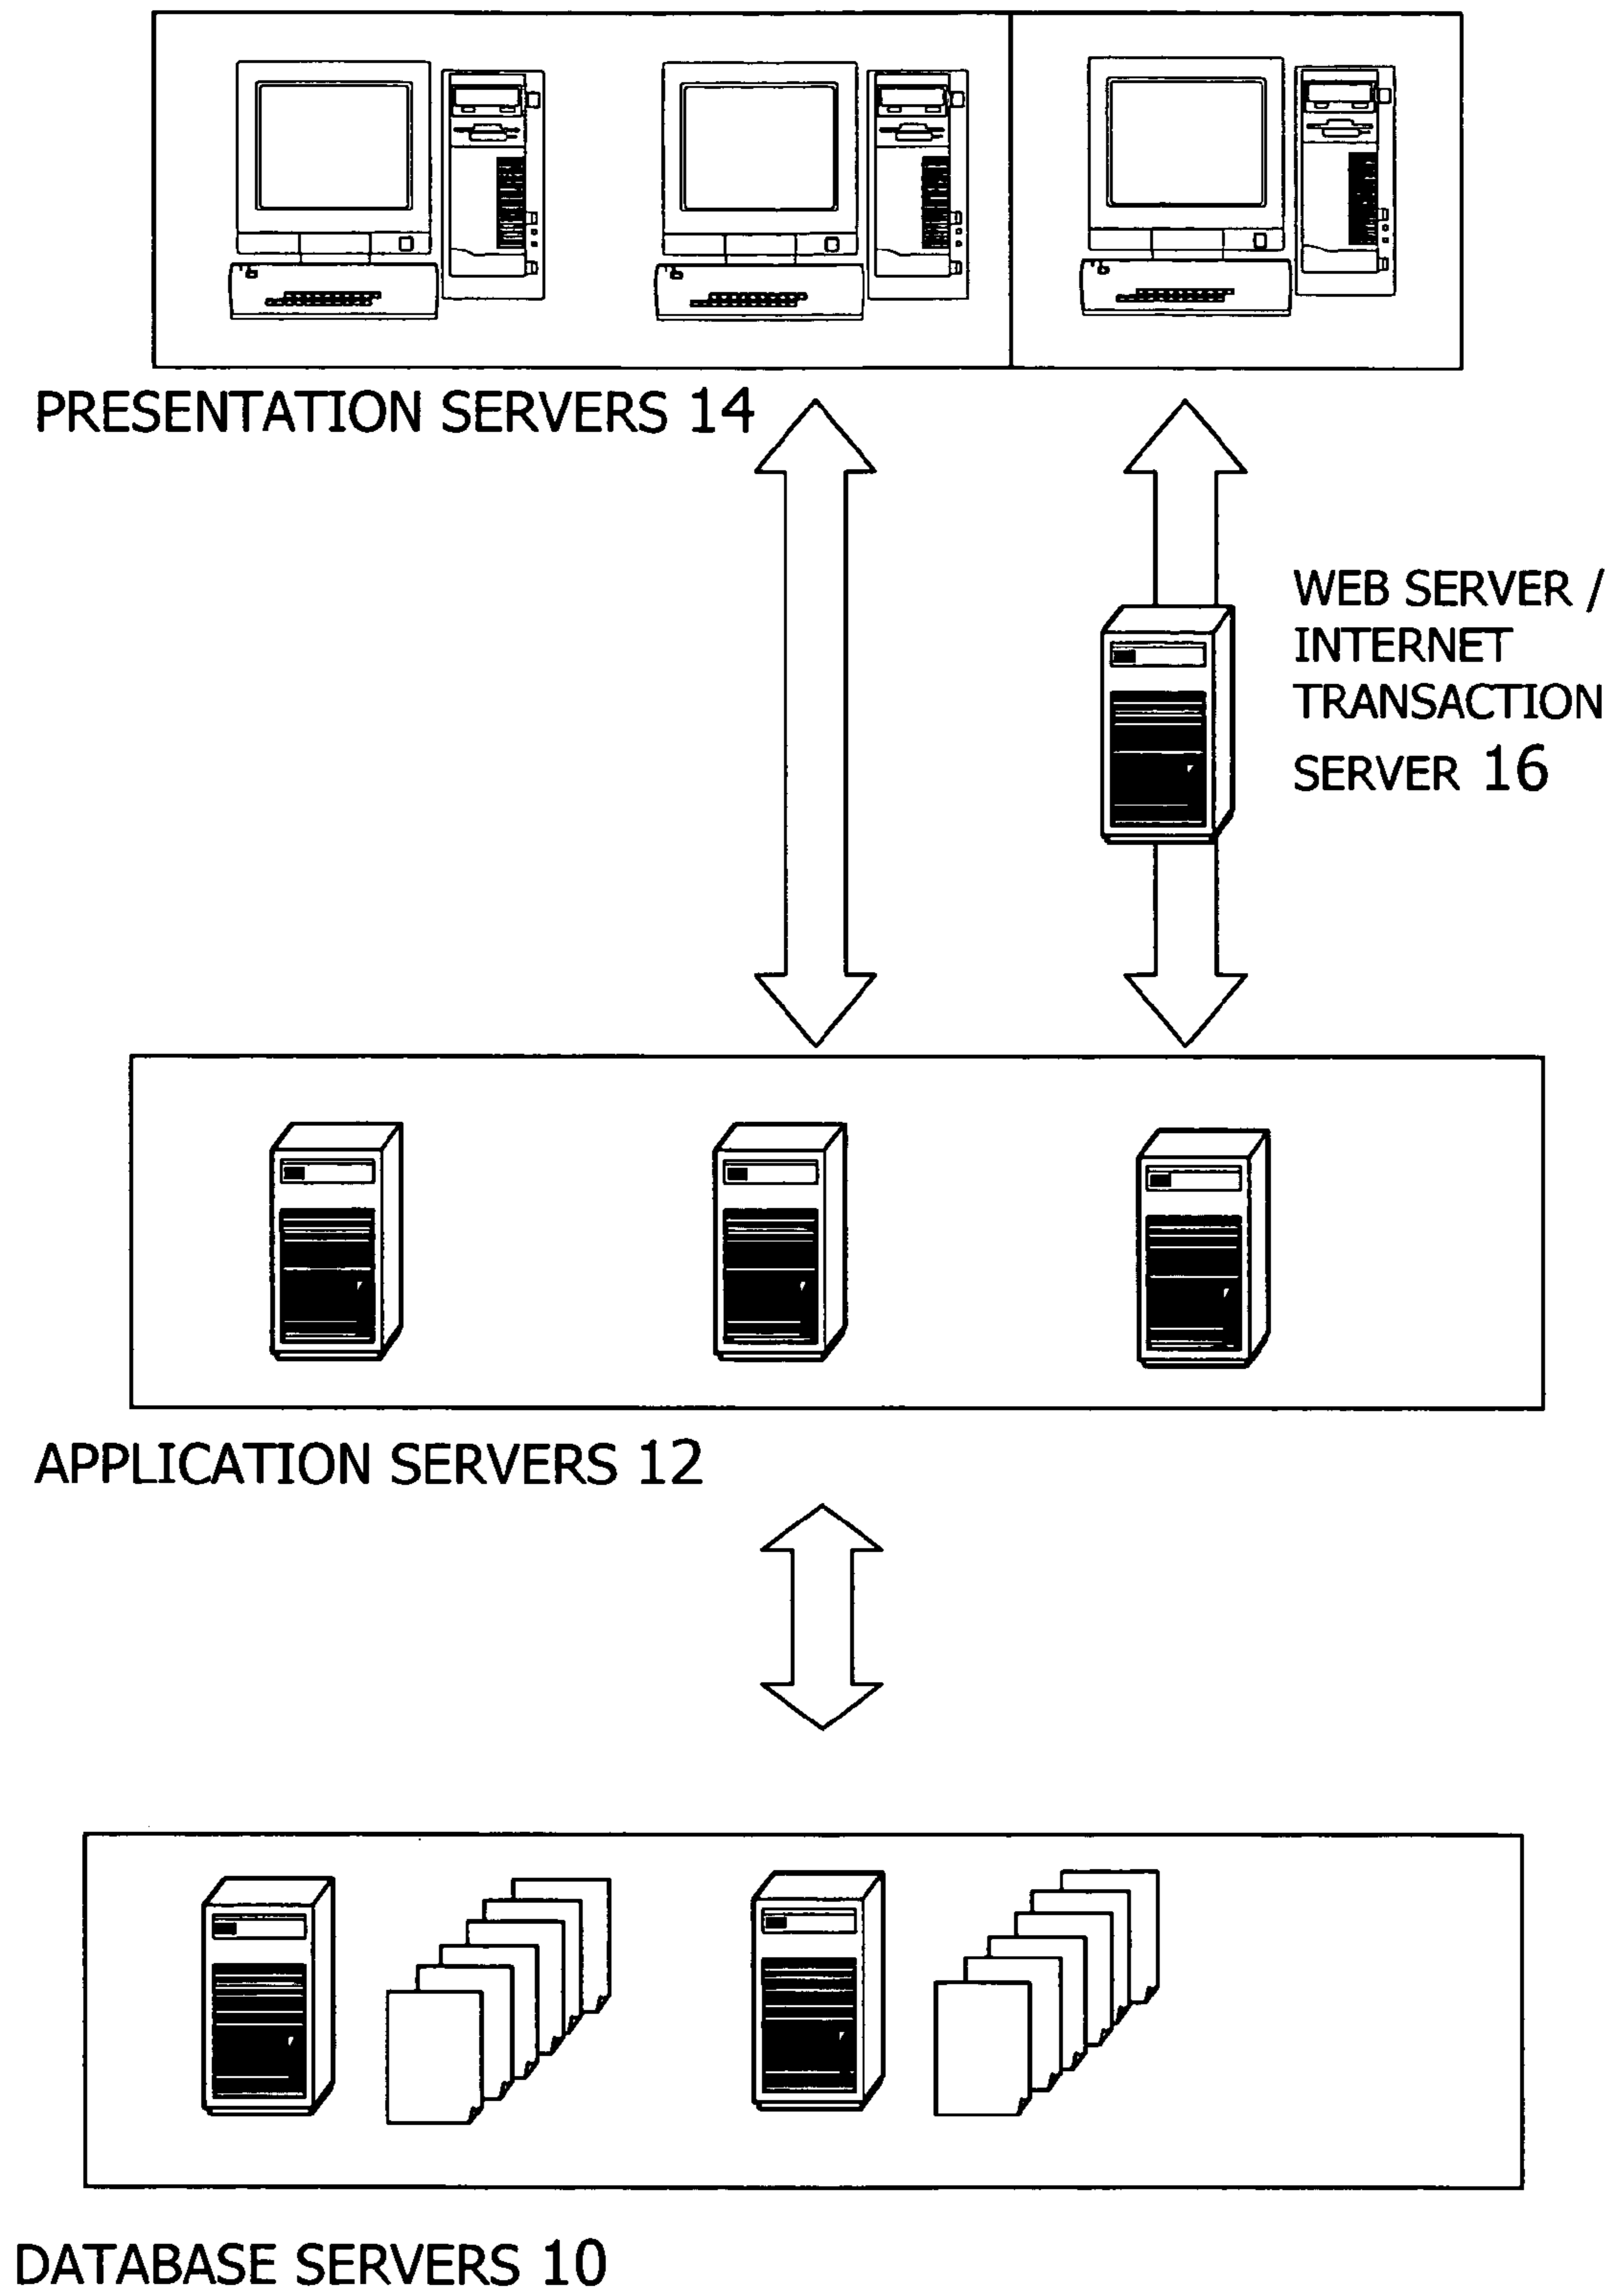 PRESENTATION SERVERS 14
WEB SERVER /
INTERNET
TRANSACTION
SERVER 16
APPLICATION SERVERS 12
DATABASE SERVERS 10